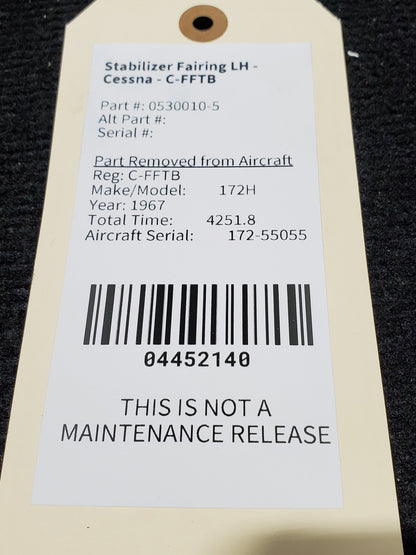 Stabilizer Fairing LH -
Cessna - C-FFTB
Part #: 0530010-5
Alt Part #:
Serial #:
Part Removed from Aircraft
Reg: C-FFTB
Make/Model: 172H
Year: 1967
Total Time: 4251.8
Aircraft Serial: 172-55055
04452140
THIS IS NOT A
MAINTENANCE RELEASE